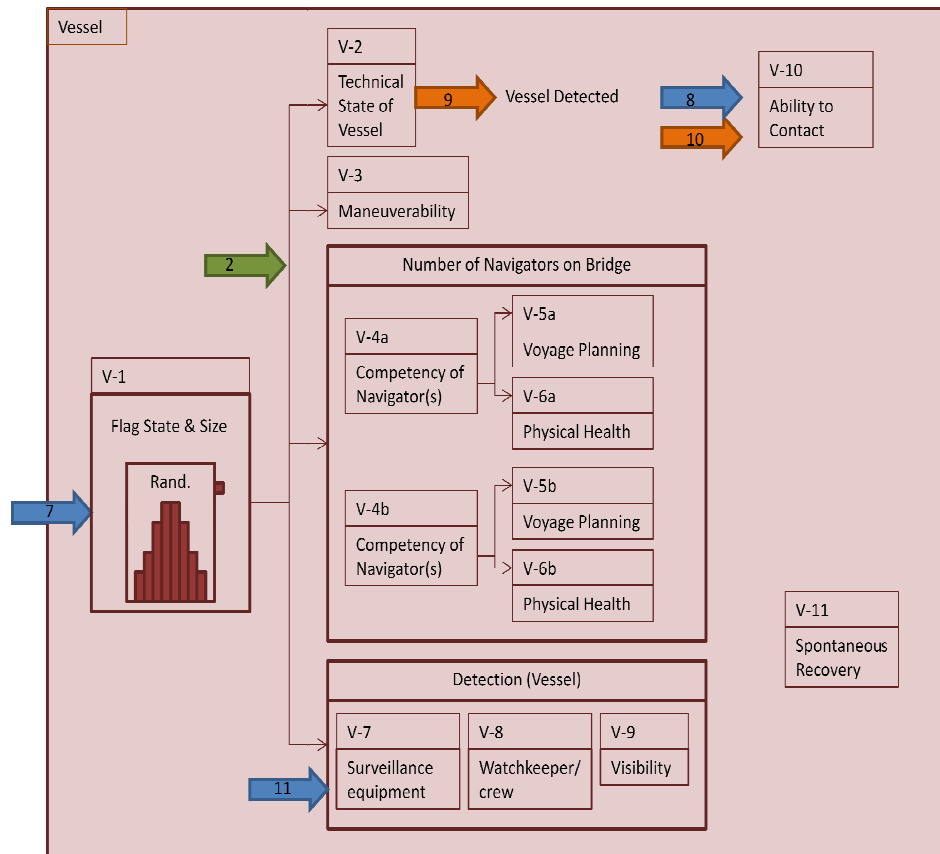 Vessel
V-2
Technical
State of
Vessel
9
Vessel Detected
8
10
V-10
Ability to
Contact
V-3
Maneuverability
2
Number of Navigators on Bridge
V-4a
Competency of
Navigator(s)
V-5a
Voyage Planning
V-6a
Physical Health
V-1
Flag State & Size
Rand.
7
V-4b
Competency of
Navigator(s)
V-5b
Voyage Planning
V-6b
Physical Health
V-11
Spontaneous
Recovery
Detection (Vessel)
V-7
Surveillance
equipment
V-8
Watchkeeper/
crew
V-9
Visibility
11